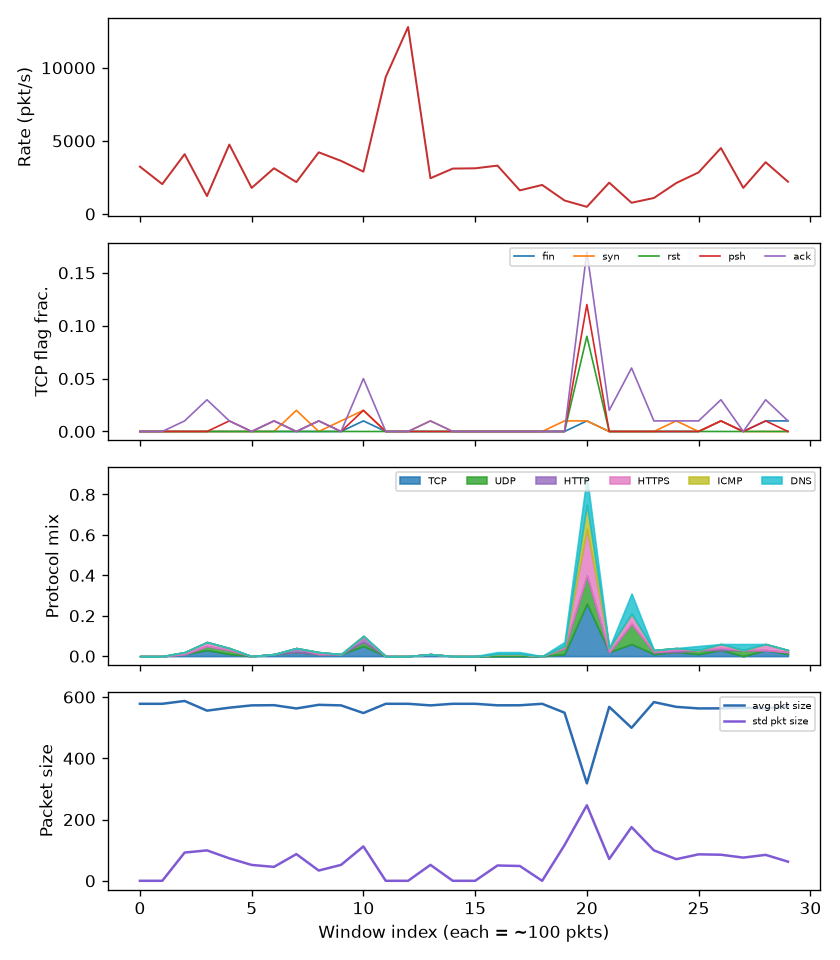 Rate (pkt/s)
10000
5000
0
TCP flag frac.
0.15
0.10
0.05
0.00
fin syn rst psh ack
Protocol mix
0.8
0.6
0.4
0.2
0.0
TCP UDP HTTP HTTPS ICMP DNS
Packet size
600
400
200
0
avg pkt size
std pkt size
0 5 10 15 20 25 30
Window index (each = ~100 pkts)